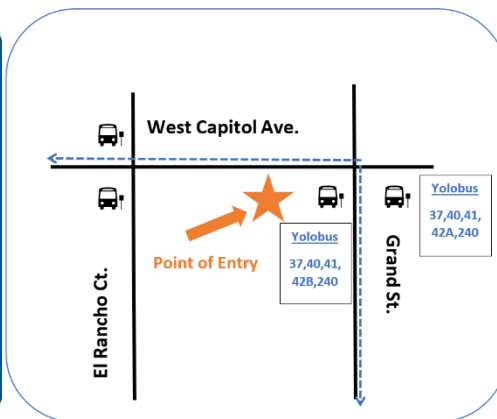 West Capitol Ave.
Yolobus
37,40,41,
42A,240
Point of Entry
Yolobus
37,40,41,
42B,240
El Rancho Ct.
Grand St.